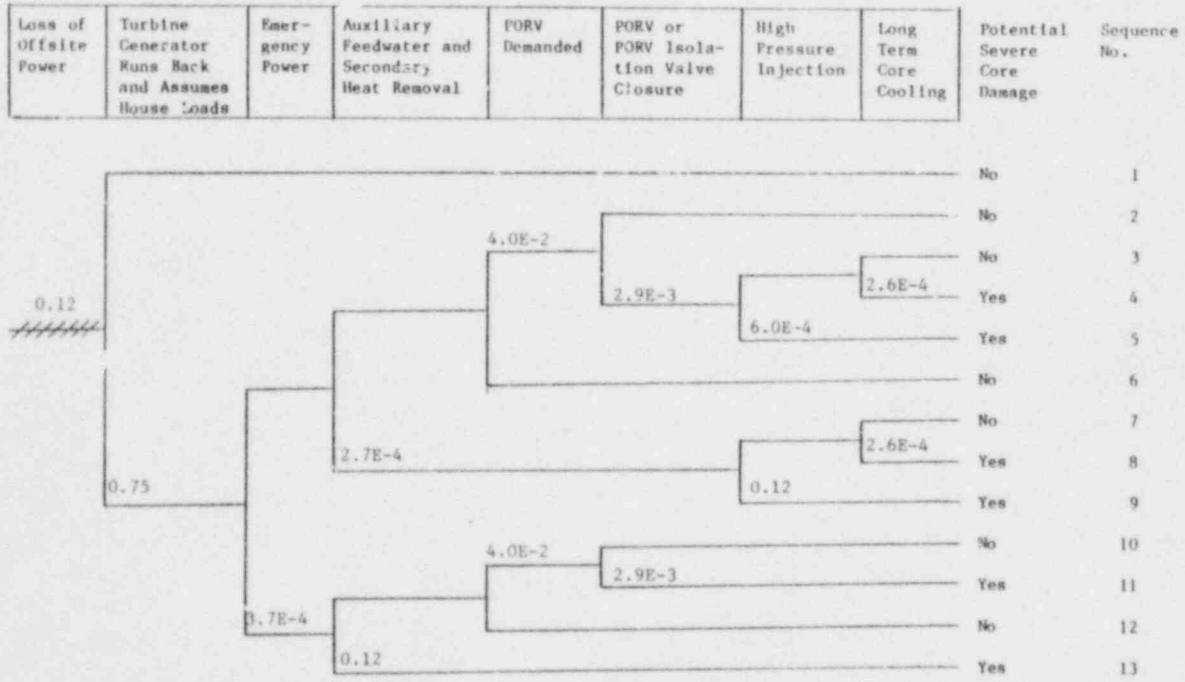 Loss of
Offsite
Power
Turbine
Generator
Runs Back
and Assumes
House Loads
Emer-
gency
Power
Auxiliary
Feedwater and
Secondary
Heat Removal
PORV
Demanded
PORV or
PORV Isola-
tion Valve
Closure
High
Pressure
Injection
Long
Term
Core
Cooling
Potential
Severe
Core
Damage
Sequence
No.
No 1
No 2
4.0E-2
No 3
2.6E-4
0.12
2.9E-3
Yes 4
6.0E-4
Yes 5
No 6
No 7
2.6E-4
2.7E-4
Yes 8
0.75
0.12
Yes 9
4.0E-2
No 10
2.9E-3
Yes 11
3.7E-4
No 12
0.12
Yes 13